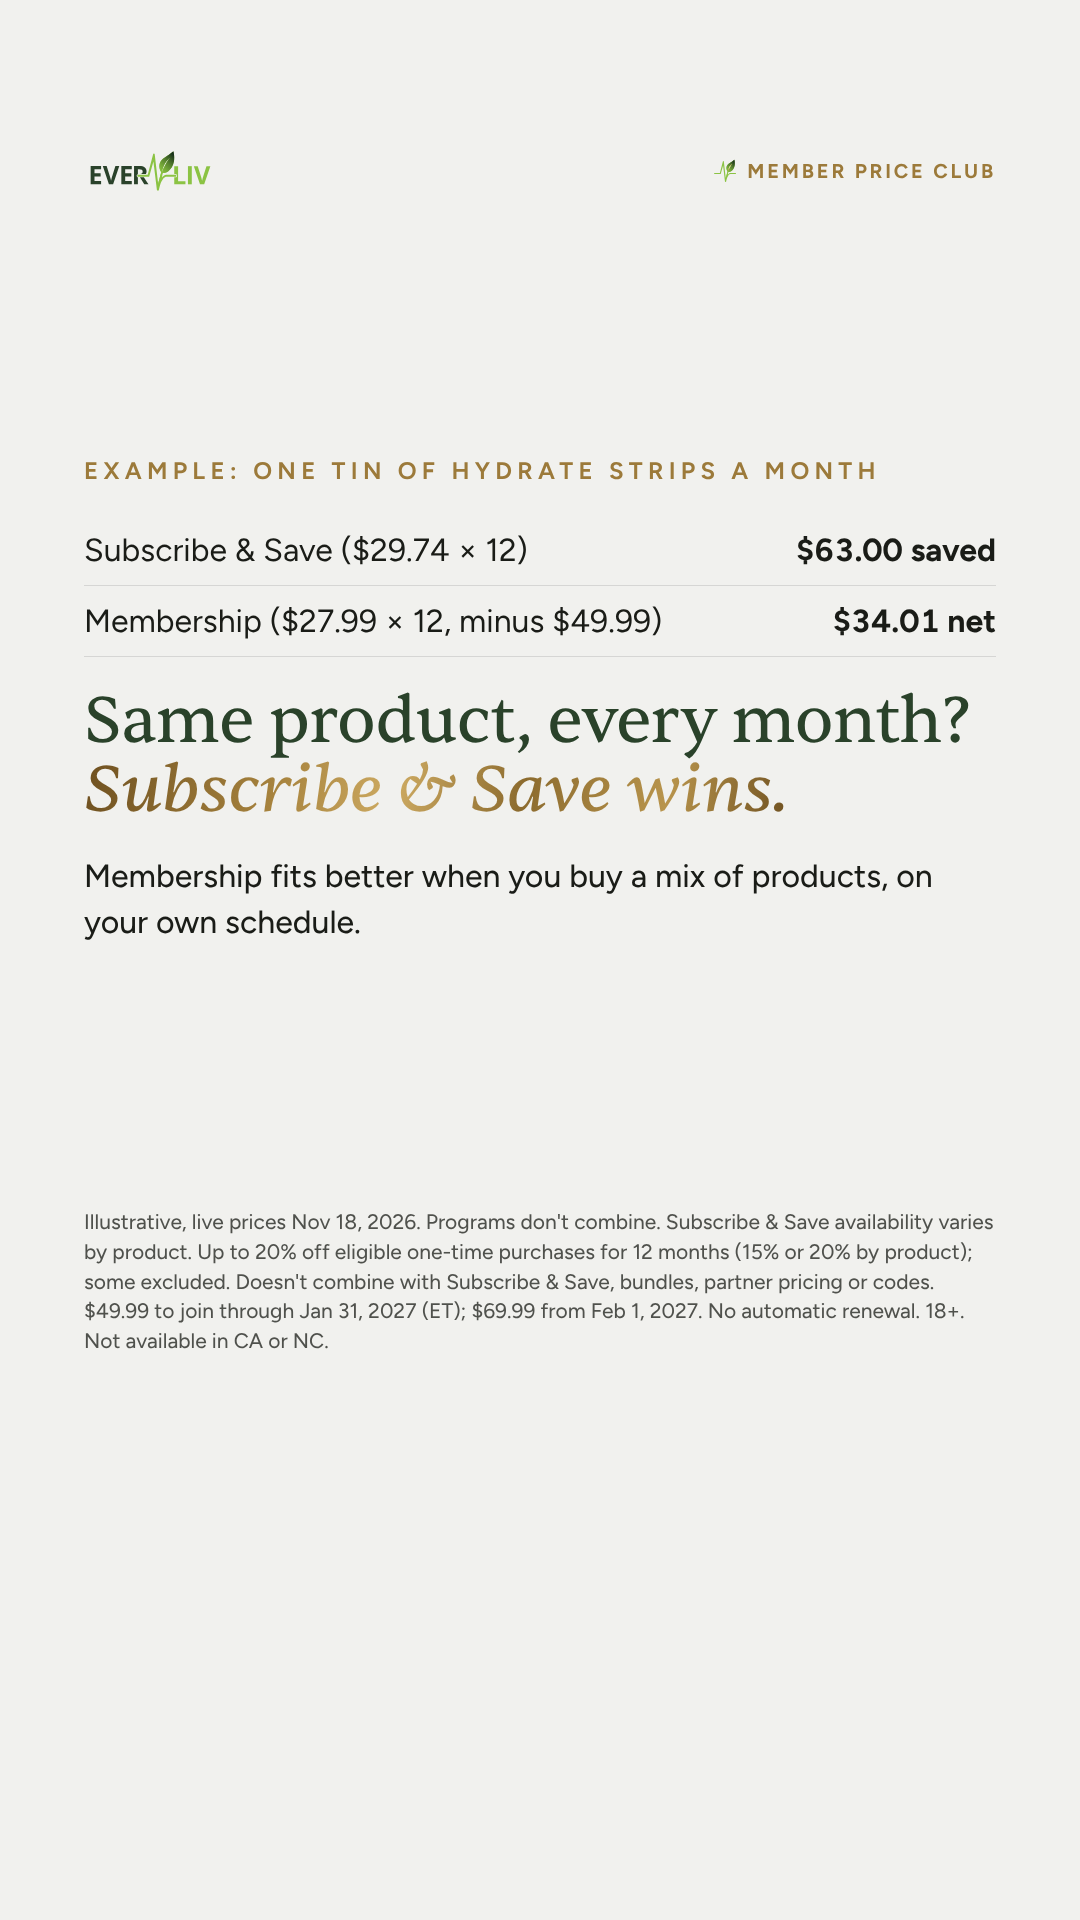 EVER LIV
MEMBER PRICE CLUB
EXAMPLE: ONE TIN OF HYDRATE STRIPS A MONTH
Subscribe & Save ($29.74 × 12) $63.00 saved
Membership ($27.99 × 12, minus $49.99) $34.01 net
Same product, every month?
Subscribe & Save wins.
Membership fits better when you buy a mix of products, on
your own schedule.
Illustrative, live prices Nov 18, 2026. Programs don't combine. Subscribe & Save availability varies
by product. Up to 20% off eligible one-time purchases for 12 months (15% or 20% by product);
some excluded. Doesn't combine with Subscribe & Save, bundles, partner pricing or codes.
$49.99 to join through Jan 31, 2027 (ET); $69.99 from Feb 1, 2027. No automatic renewal. 18+.
Not available in CA or NC.